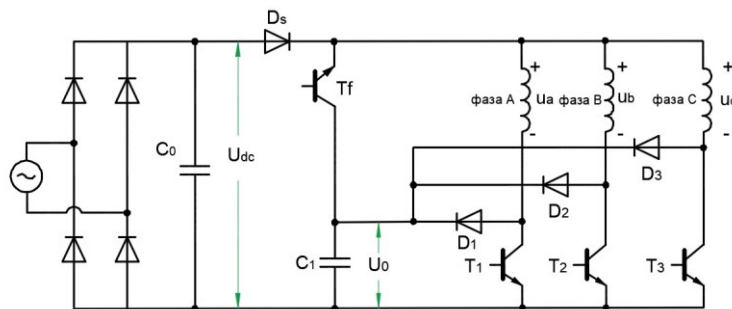 Ds
+
+
+
Tf
фаза A
ua
фаза B
ub
фаза C
C0
Udc
-
-
-
D3
D2
D1
C1
U0
T1
T2
T3